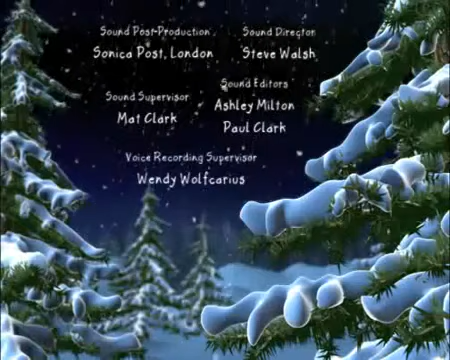 Sound Post-Production
Sonica Post, London
Sound Director
Steve Walsh
Sound Supervisor
Mat Clark
Sound Editors
Ashley Milton
Paul Clark
Voice Recording Supervisor
Wendy Wolfcarius